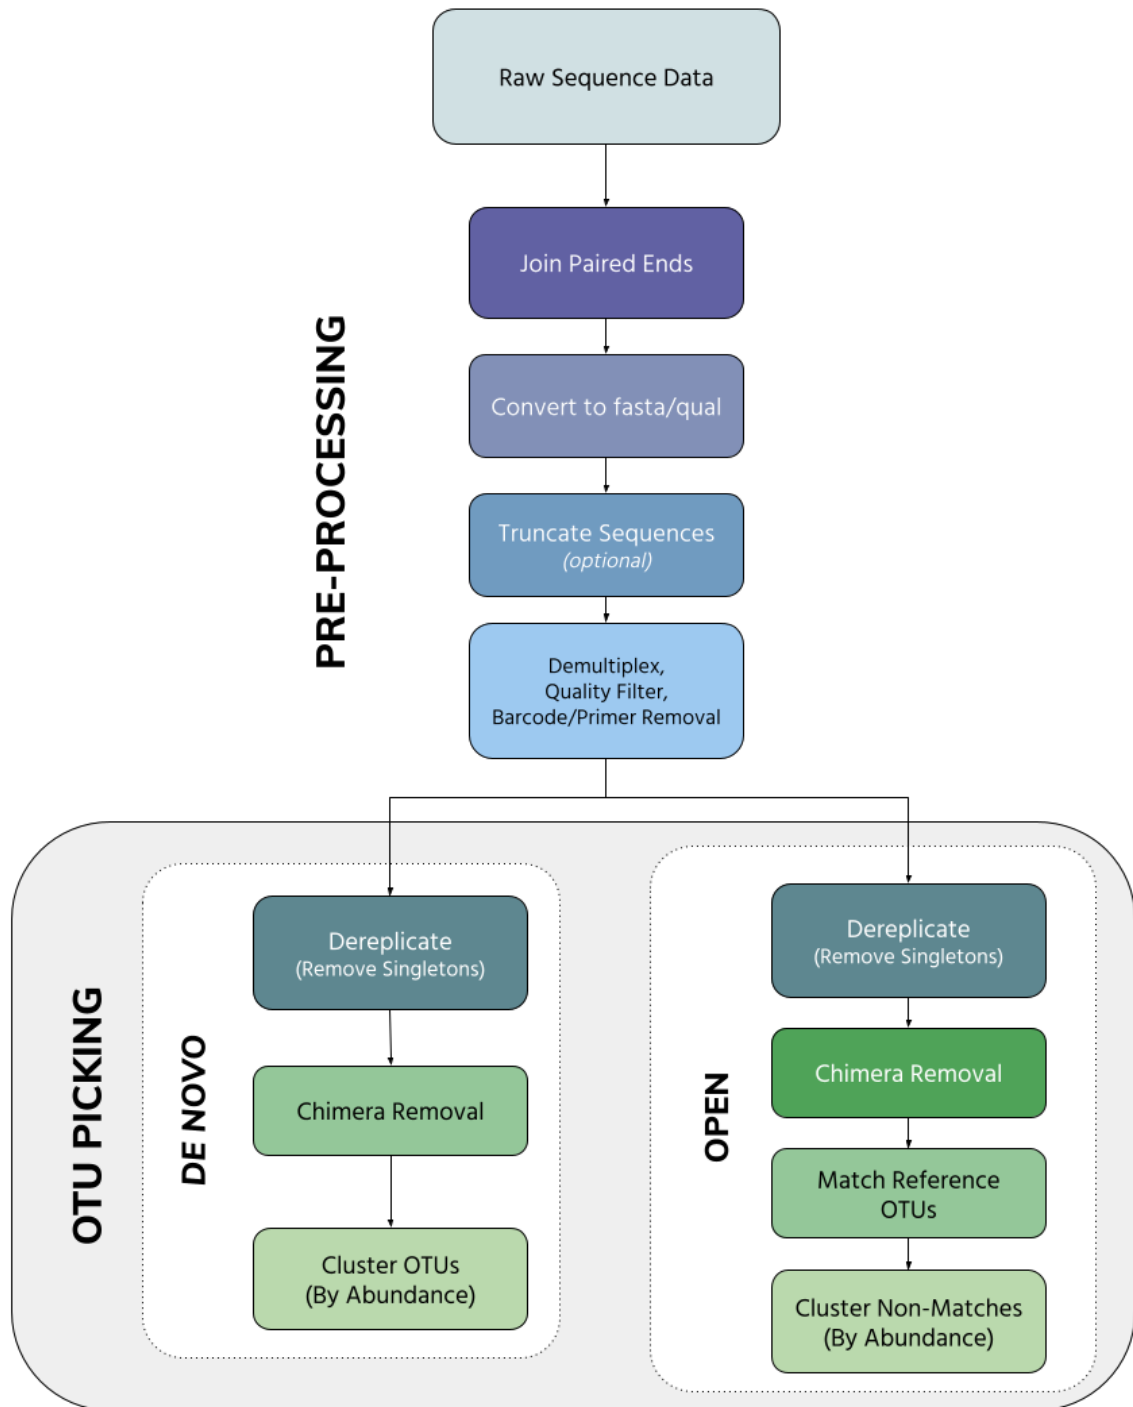 Raw Sequence Data
PRE-PROCESSING
Join Paired Ends
Convert to fasta/qual
Truncate Sequences
(optional)
Demultiplex,
Quality Filter,
Barcode/Primer Removal
OTU PICKING
DE NOVO
Dereplicate
(Remove Singletons)
Chimera Removal
Cluster OTUs
(By Abundance)
OPEN
Dereplicate
(Remove Singletons)
Chimera Removal
Match Reference
OTUs
Cluster Non-Matches
(By Abundance)